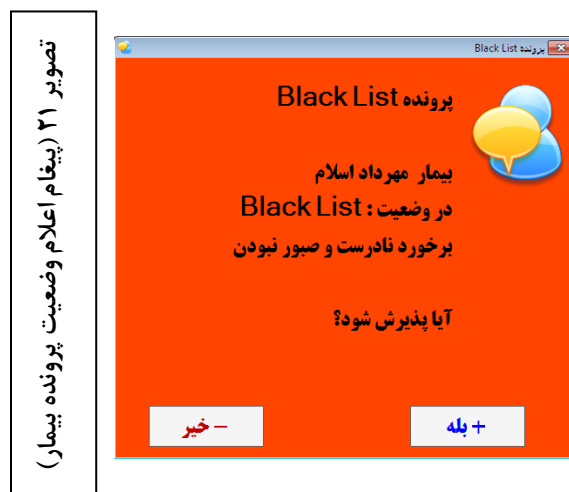 تصویر ۲۱ (پیغام اعلام وضعیت پرونده بیمار)
پرونده Black List
پرونده Black List
بیمار مهرداد اسلام
در وضعیت : Black List
برخورد نادرست و صبور نبودن
آیا پذیرش شود؟
+ بله
– خیر